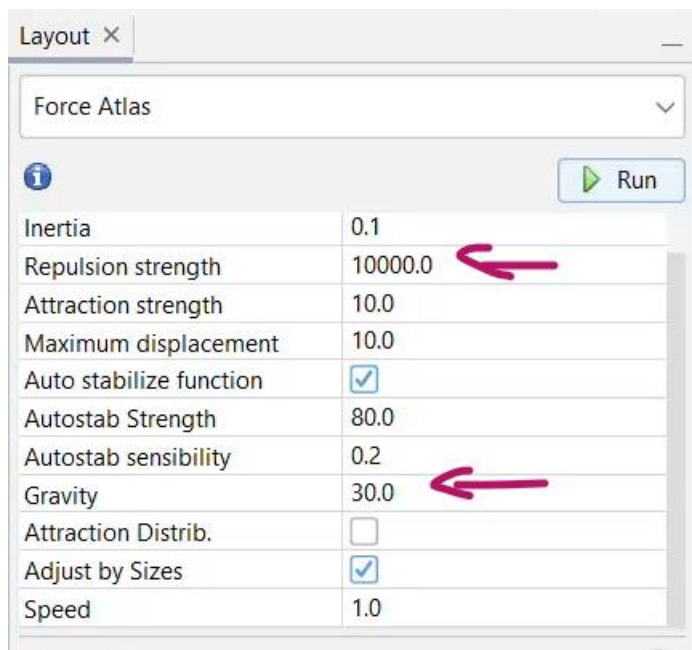 Layout ×
Force Atlas
Run
Inertia 0.1
Repulsion strength 10000.0
Attraction strength 10.0
Maximum displacement 10.0
Auto stabilize function
Autostab Strength 80.0
Autostab sensibility 0.2
Gravity 30.0
Attraction Distrib.
Adjust by Sizes
Speed 1.0